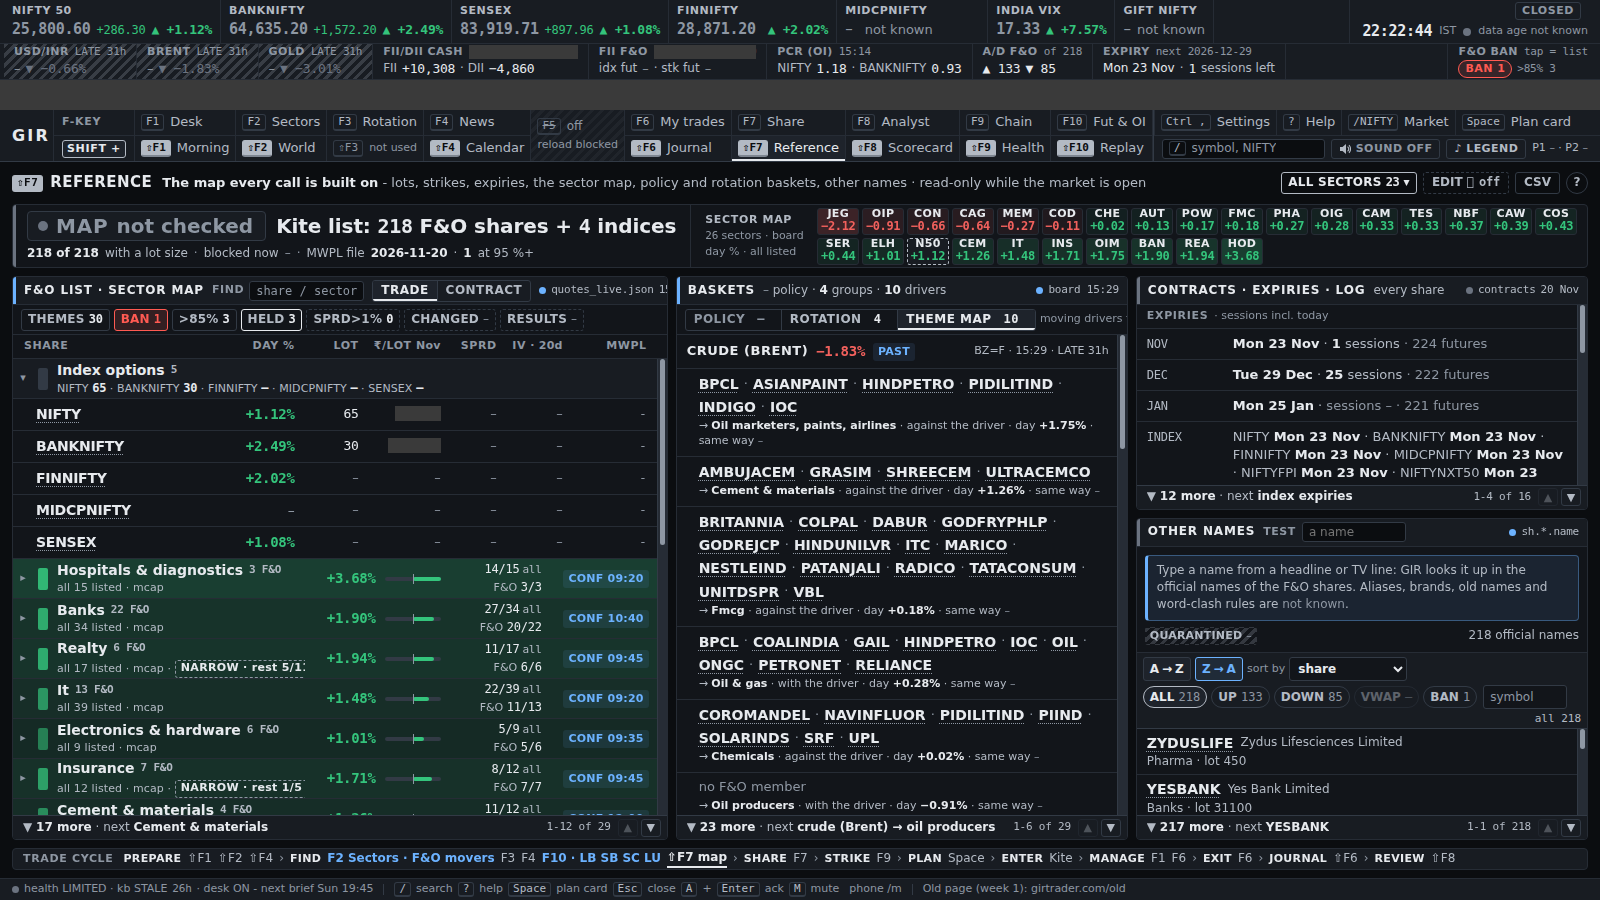 NIFTY 50
25,800.60 +286.30 ▲ +1.12%
BANKNIFTY
64,635.20 +1,572.20 ▲ +2.49%
SENSEX
83,919.71 +897.96 ▲ +1.08%
FINNIFTY
28,871.20 ▲ +2.02%
MIDCPNIFTY
– not known
INDIA VIX
17.33 ▲ +7.57%
GIFT NIFTY
– not known
CLOSED
22:22:44 IST ● data age not known
USD/INR LATE 31h
– ▼ –0.66%
BRENT LATE 31h
– ▼ –1.83%
GOLD LATE 31h
– ▼ –3.01%
FII/DII CASH
FII +10,308 · DII –4,860
FII F&O
idx fut – · stk fut –
PCR (OI) 15:14
NIFTY 1.18 · BANKNIFTY 0.93
A/D F&O of 218
▲ 133 ▼ 85
EXPIRY next 2026-12-29
Mon 23 Nov · 1 sessions left
F&O BAN tap = list
BAN 1 >85% 3
GIR
F-KEY
F1 Desk
F2 Sectors
F3 Rotation
F4 News
F5 off
reload blocked
F6 My trades
F7 Share
F8 Analyst
F9 Chain
F10 Fut & OI
Ctrl , Settings
? Help
/NIFTY Market
Space Plan card
SHIFT +
⇧F1 Morning
⇧F2 World
⇧F3 not used
⇧F4 Calendar
⇧F6 Journal
⇧F7 Reference
⇧F8 Scorecard
⇧F9 Health
⇧F10 Replay
/ symbol, NIFTY
SOUND OFF
♪ LEGEND
P1 – · P2 –
⇧F7 REFERENCE The map every call is built on - lots, strikes, expiries, the sector map, policy and rotation baskets, other names · read-only while the market is open
ALL SECTORS 23 ▾
EDIT off
CSV
?
● MAP not checked
Kite list: 218 F&O shares + 4 indices
218 of 218 with a lot size · blocked now – · MWPL file 2026-11-20 · 1 at 95 %+
SECTOR MAP
26 sectors · board
day % · all listed
JEG OIP CON CAG MEM COD CHE AUT POW FMC PHA OIG CAM TES NBF CAW COS
−2.12 −0.91 −0.66 −0.64 −0.27 −0.11 +0.02 +0.13 +0.17 +0.18 +0.27 +0.28 +0.33 +0.33 +0.37 +0.39 +0.43
SER ELH N50 CEM IT INS OIM BAN REA HOD
+0.44 +1.01 +1.12 +1.26 +1.48 +1.71 +1.75 +1.90 +1.94 +3.68
F&O LIST · SECTOR MAP FIND share / sector TRADE CONTRACT ● quotes_live.json
THEMES 30 BAN 1 >85% 3 HELD 3 SPRD>1% 0 CHANGED – RESULTS –
SHARE DAY % LOT ₹/LOT Nov SPRD IV · 20d MWPL
▾ Index options 5
NIFTY 65 · BANKNIFTY 30 · FINNIFTY – · MIDCPNIFTY – · SENSEX –
NIFTY +1.12% 65 – – -
BANKNIFTY +2.49% 30 – – -
FINNIFTY +2.02% – – – – -
MIDCPNIFTY – – – – – -
SENSEX +1.08% – – – – -
▸ Hospitals & diagnostics 3 F&O
all 15 listed · mcap
+3.68%
14/15 all
F&O 3/3
CONF 09:20
▸ Banks 22 F&O
all 34 listed · mcap
+1.90%
27/34 all
F&O 20/22
CONF 10:40
▸ Realty 6 F&O
all 17 listed · mcap · NARROW · rest 5/1
+1.94%
11/17 all
F&O 6/6
CONF 09:45
▸ It 13 F&O
all 39 listed · mcap
+1.48%
22/39 all
F&O 11/13
CONF 09:20
▸ Electronics & hardware 6 F&O
all 9 listed · mcap
+1.01%
5/9 all
F&O 5/6
CONF 09:35
▸ Insurance 7 F&O
all 12 listed · mcap · NARROW · rest 1/5
+1.71%
8/12 all
F&O 7/7
CONF 09:45
Cement & materials 4 F&O
11/12 all
▼ 17 more · next Cement & materials
1-12 of 29 ▲ ▼
BASKETS – policy · 4 groups · 10 drivers ● board 15:29
POLICY – ROTATION 4 THEME MAP 10 moving drivers
CRUDE (BRENT) −1.83% PAST BZ=F · 15:29 · LATE 31h
BPCL · ASIANPAINT · HINDPETRO · PIDILITIND ·
INDIGO · IOC
→ Oil marketers, paints, airlines · against the driver · day +1.75% ·
same way –
AMBUJACEM · GRASIM · SHREECEM · ULTRACEMCO
→ Cement & materials · against the driver · day +1.26% · same way –
BRITANNIA · COLPAL · DABUR · GODFRYPHLP ·
GODREJCP · HINDUNILVR · ITC · MARICO ·
NESTLEIND · PATANJALI · RADICO · TATACONSUM ·
UNITDSPR · VBL
→ Fmcg · against the driver · day +0.18% · same way –
BPCL · COALINDIA · GAIL · HINDPETRO · IOC · OIL ·
ONGC · PETRONET · RELIANCE
→ Oil & gas · with the driver · day +0.28% · same way –
COROMANDEL · NAVINFLUOR · PIDILITIND · PIIND ·
SOLARINDS · SRF · UPL
→ Chemicals · against the driver · day +0.02% · same way –
no F&O member
→ Oil producers · with the driver · day −0.91% · same way –
▼ 23 more · next crude (Brent) → oil producers
1-6 of 29 ▲ ▼
CONTRACTS · EXPIRIES · LOG every share ● contracts 20 Nov
EXPIRIES · sessions incl. today
NOV Mon 23 Nov · 1 sessions · 224 futures
DEC Tue 29 Dec · 25 sessions · 222 futures
JAN Mon 25 Jan · sessions – · 221 futures
INDEX NIFTY Mon 23 Nov · BANKNIFTY Mon 23 Nov ·
FINNIFTY Mon 23 Nov · MIDCPNIFTY Mon 23 Nov
· NIFTYFPI Mon 23 Nov · NIFTYNXT50 Mon 23
▼ 12 more · next index expiries
1-4 of 16 ▲ ▼
OTHER NAMES TEST a name ● sh.*.name
Type a name from a headline or TV line: GIR looks it up in the
official names of the F&O shares. Aliases, brands, old names and
word-clash rules are not known.
QUARANTINED –
218 official names
A → Z Z → A sort by share
ALL 218 UP 133 DOWN 85 VWAP – BAN 1 symbol
all 218
ZYDUSLIFE Zydus Lifesciences Limited
Pharma · lot 450
YESBANK Yes Bank Limited
Banks · lot 31100
▼ 217 more · next YESBANK
1-1 of 218 ▲ ▼
TRADE CYCLE PREPARE ⇧F1 ⇧F2 ⇧F4 › FIND F2 Sectors · F&O movers F3 F4 F10 · LB SB SC LU ⇧F7 map › SHARE F7 › STRIKE F9 › PLAN Space › ENTER Kite › MANAGE F1 F6 › EXIT F6 › JOURNAL ⇧F6 › REVIEW ⇧F8
● health LIMITED · kb STALE 26h · desk ON - next brief Sun 19:45 | / search ? help Space plan card Esc close A + Enter ack M mute phone /m | Old page (week 1): girtrader.com/old